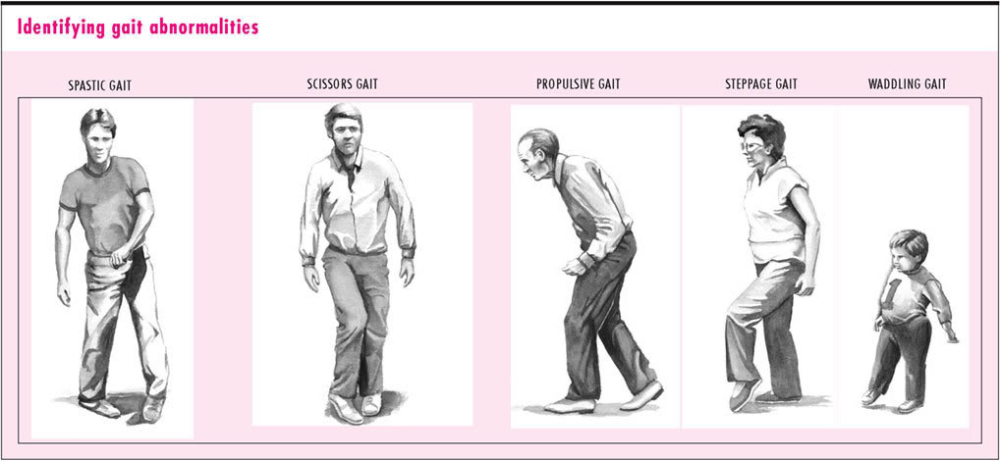 Identifying gait abnormalities
SPASTIC GAIT
SCISSORS GAIT
PROPULSIVE GAIT
STEPPAGE GAIT
WADDLING GAIT